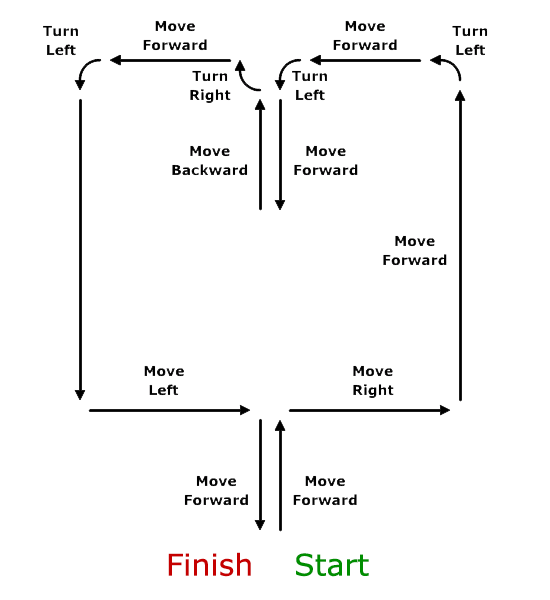 Turn
Left
Move
Forward
Move
Forward
Turn
Left
Turn
Right
Turn
Left
Move
Backward
Move
Forward
Move
Forward
Move
Left
Move
Right
Move
Forward
Move
Forward
Finish
Start